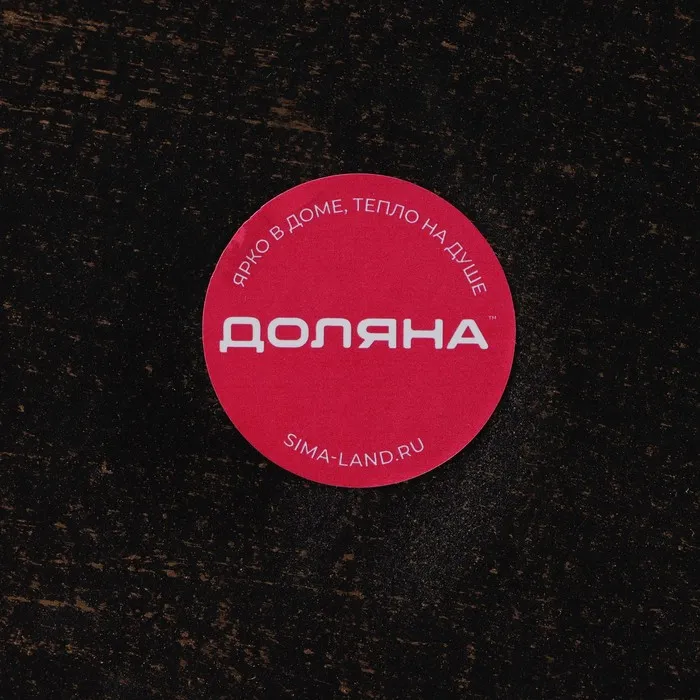 ЯРКО В ДОМЕ, ТЕПЛО НА ДУШЕ
ДОЛЯНА™
SIMA-LAND.RU